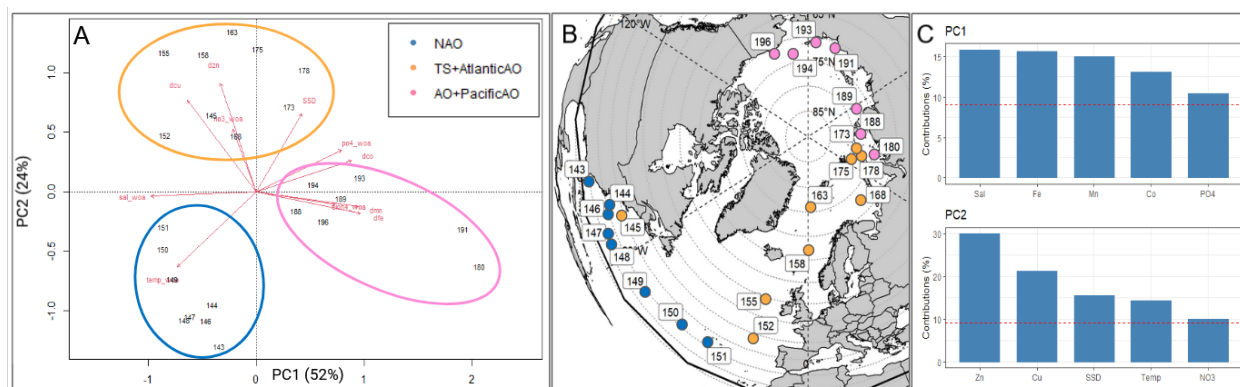 A
PC2 (24%)
PC1 (52%)
1.0
0.5
0.0
-0.5
-1.0
-1
0
1
2
NAO
TS+AtlanticAO
AO+PacificAO
163
155
158
175
dzn
178
dcu
SSD
173
145
no3_woa
152
168
po4_woa
dco
193
194
sal_woa
189
dmn
188
dfe
196
151
191
150
180
149
144
147
146
143
B
120°W
75°N
85°N
193
196
194
191
189
188
173
180
143
144
175
178
146
163
168
145
147
148
158
149
155
150
152
151
C
PC1
Contributions (%)
15
10
5
0
Sal
Fe
Mn
Co
PO4
PC2
Contributions (%)
30
20
10
0
Zn
Cu
SSD
Temp
NO3